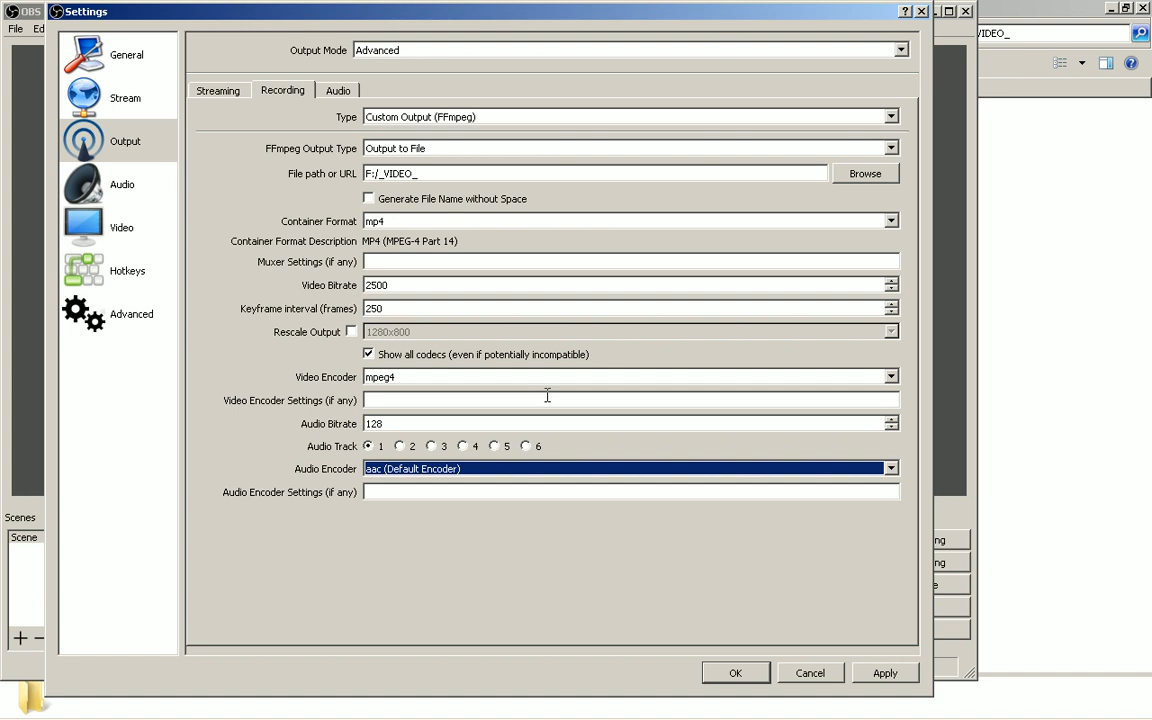 OBS
Settings
?
VIDEO_
File
Ed
General
Stream
Output
Audio
Video
Hotkeys
Advanced
Output Mode Advanced
Streaming Recording Audio
Type Custom Output (FFmpeg)
FFmpeg Output Type Output to File
File path or URL F:/_VIDEO_ Browse
Generate File Name without Space
Container Format mp4
Container Format Description MP4 (MPEG-4 Part 14)
Muxer Settings (if any)
Video Bitrate 2500
Keyframe interval (frames) 250
Rescale Output 1280x800
Show all codecs (even if potentially incompatible)
Video Encoder mpeg4
Video Encoder Settings (if any)
Audio Bitrate 128
Audio Track 1 2 3 4 5 6
Audio Encoder aac (Default Encoder)
Audio Encoder Settings (if any)
Scenes
Scene
ng
ng
e
OK Cancel Apply